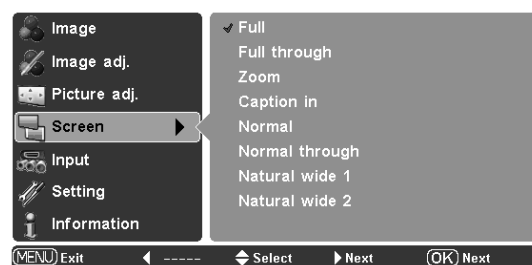 Image
Image adj.
Picture adj.
Screen
Input
Setting
Information
Full
Full through
Zoom
Caption in
Normal
Normal through
Natural wide 1
Natural wide 2
MENU Exit ----- Select Next OK Next